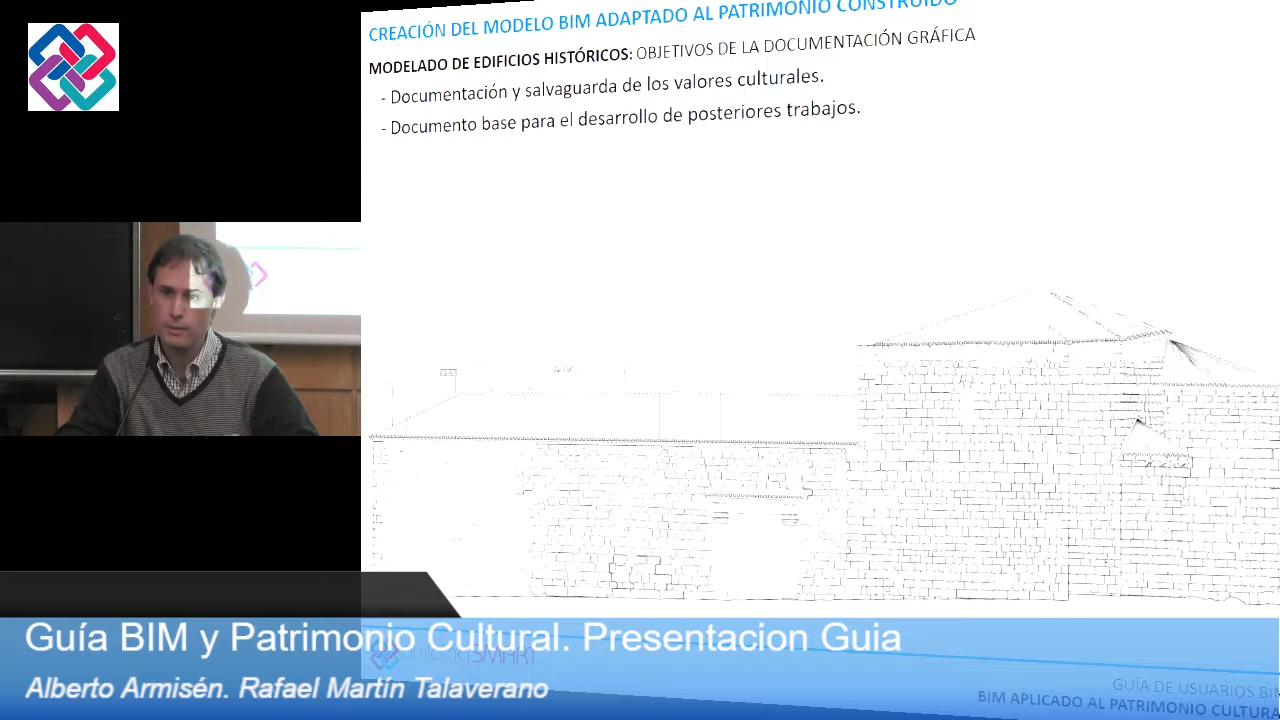 CREACIÓN DEL MODELO BIM ADAPTADO AL PATRIMONIO CONSTRUIDO
MODELADO DE EDIFICIOS HISTÓRICOS: OBJETIVOS DE LA DOCUMENTACIÓN GRÁFICA
- Documentación y salvaguarda de los valores culturales.
- Documento base para el desarrollo de posteriores trabajos.
Guía BIM y Patrimonio Cultural. Presentacion Guia
buildingSMART
Alberto Armisén. Rafael Martín Talaverano
GUÍA DE USUARIOS BIM
BIM APLICADO AL PATRIMONIO CULTURA